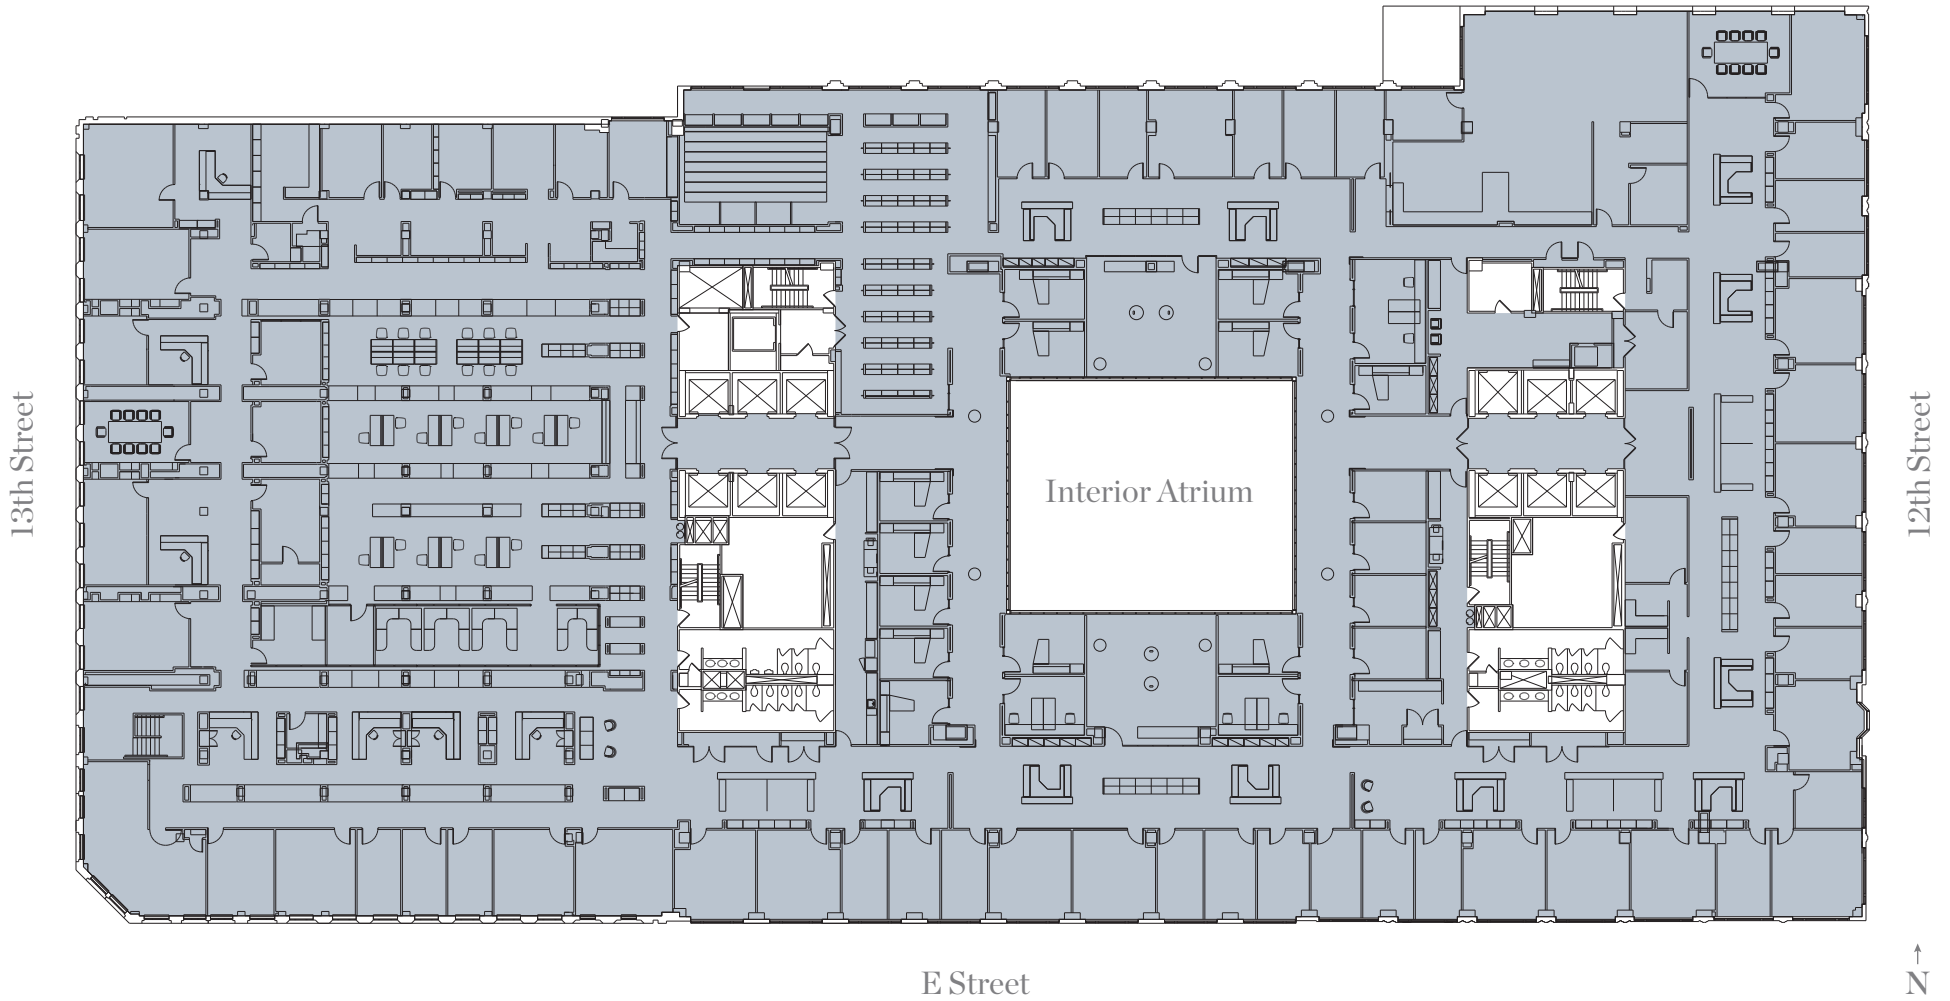 13th Street
Interior Atrium
12th Street
E Street
N